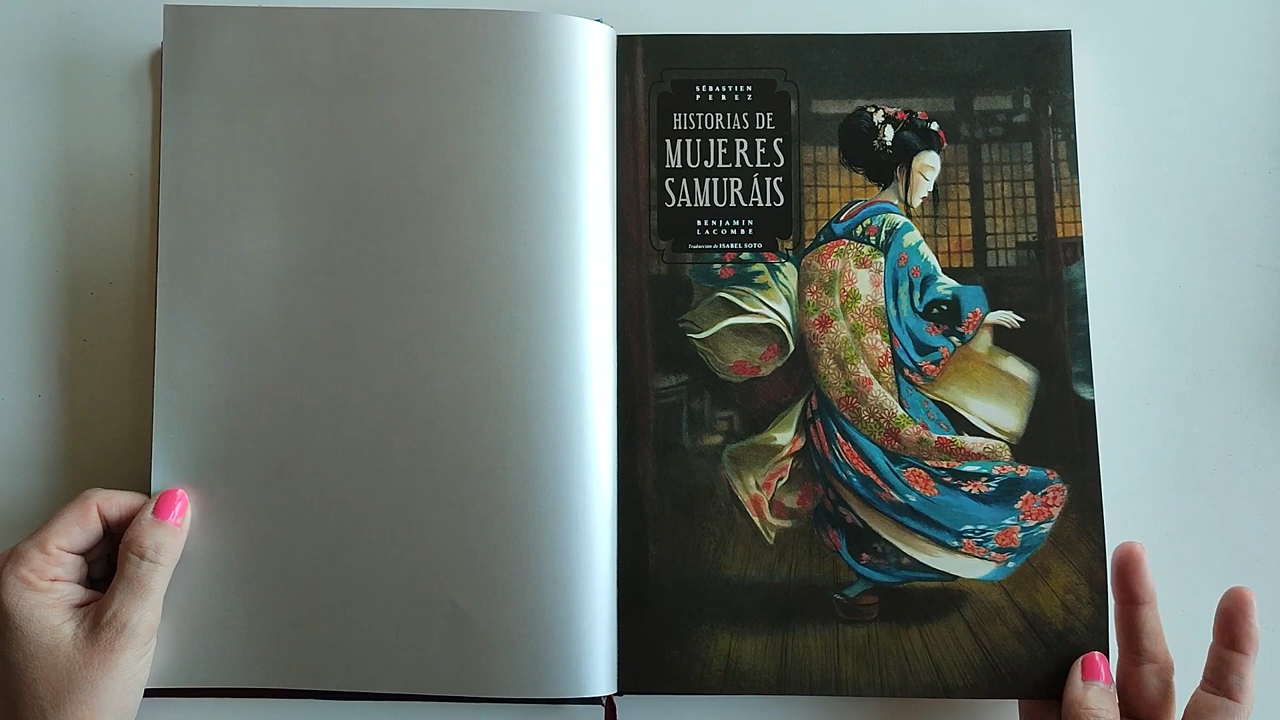 SÉBASTIEN
PEREZ
HISTORIAS DE
MUJERES
SAMURÁIS
BENJAMIN
LACOMBE
Traducción de ISABEL SOTO